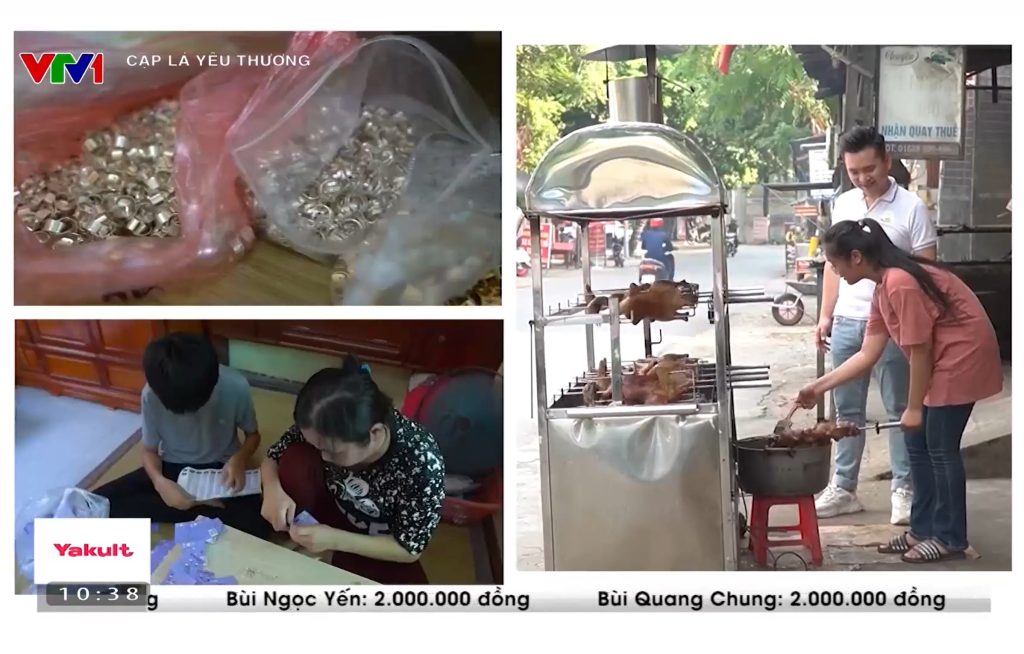 VTV1
CẶP LÁ YÊU THƯƠNG
NHẬN QUAY THUÊ
Yakult
10:38
Bùi Ngọc Yến: 2.000.000 đồng
Bùi Quang Chung: 2.000.000 đồng